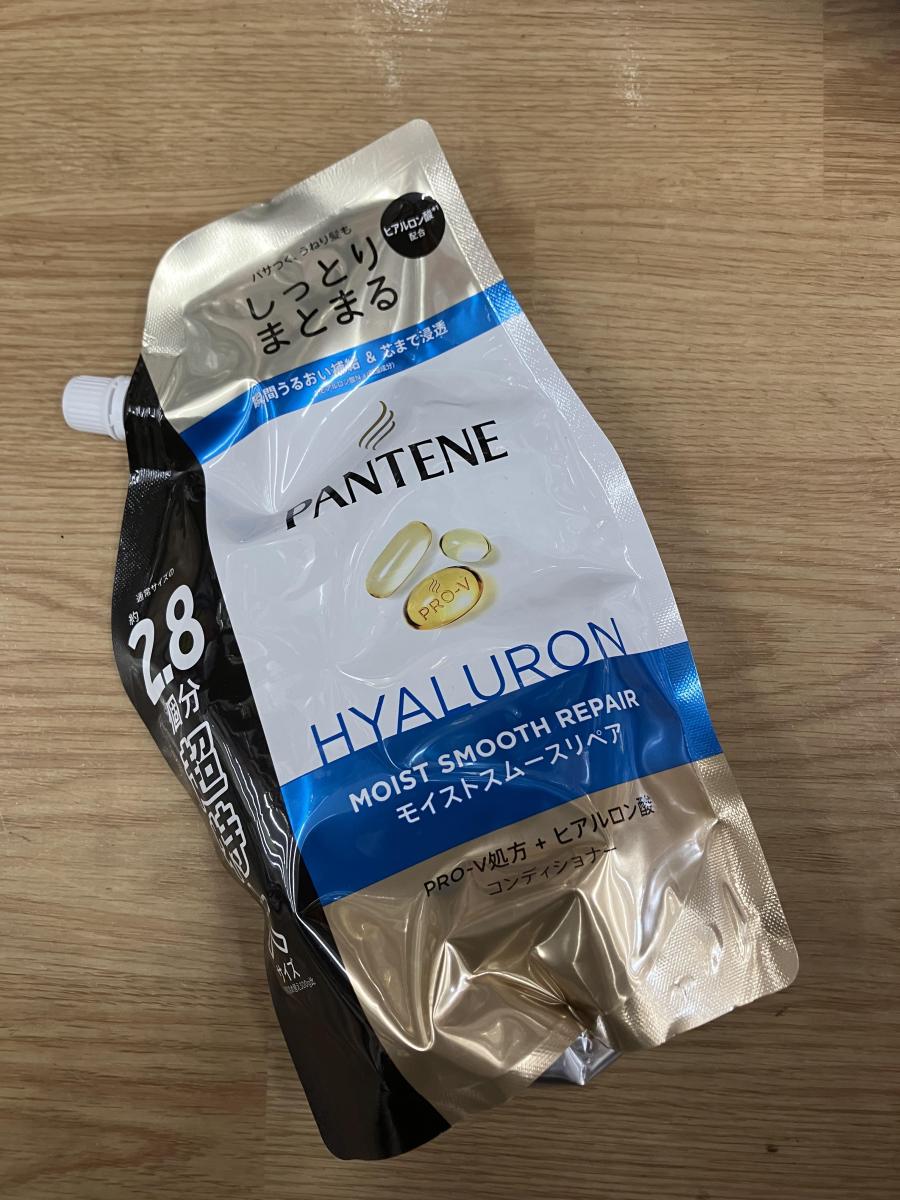 ヒアルロン酸*1
配合
パサつく、うねり髪も
しっとり
まとまる
瞬間うるおい補給 & 芯まで浸透
PANTENE
PRO-V
HYALURON
MOIST SMOOTH REPAIR
モイストスムースリペア
PRO-V処方 + ヒアルロン酸
コンディショナー
通常サイズの
約
2.8
個分
サイズ